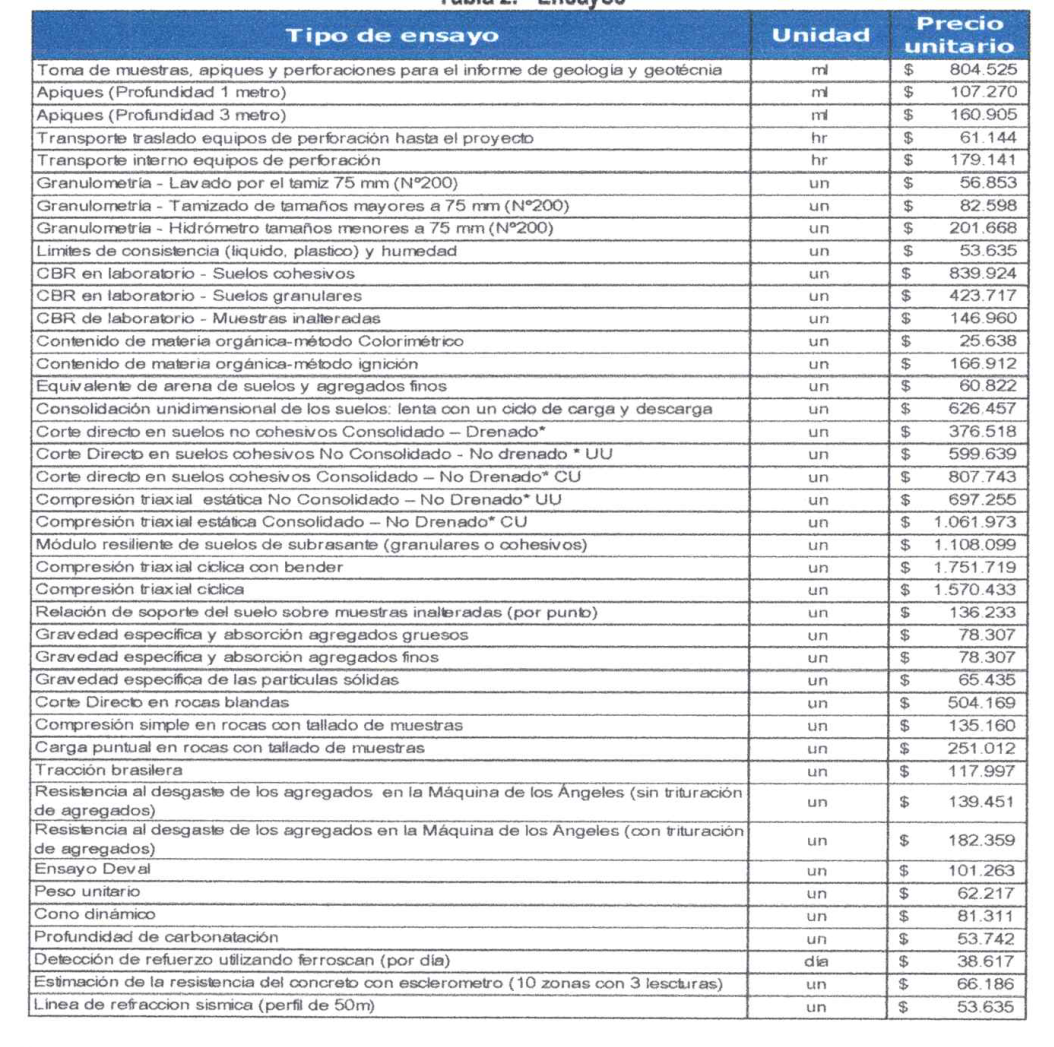 Tabla 2. Ensayos
Tipo de ensayo Unidad Precio unitario
Toma de muestras, apiques y perforaciones para el informe de geologia y geotécnia ml $ 804.525
Apiques (Profundidad 1 metro) ml $ 107.270
Apiques (Profundidad 3 metro) ml $ 160.905
Transporte traslado equipos de perforación hasta el proyecto hr $ 61.144
Transporte interno equipos de perforación hr $ 179.141
Granulometría - Lavado por el tamiz 75 mm (Nº200) un $ 56.853
Granulometría - Tamizado de tamaños mayores a 75 mm (Nº200) un $ 82.598
Granulometría - Hidrómetro tamaños menores a 75 mm (Nº200) un $ 201.668
Limites de consistencia (liquido, plastico) y humedad un $ 53.635
CBR en laboratorio - Suelos cohesivos un $ 839.924
CBR en laboratorio - Suelos granulares un $ 423.717
CBR de laboratorio - Muestras inalteradas un $ 146.960
Contenido de materia orgánica-método Colorimétrico un $ 25.638
Contenido de materia orgánica-método ignición un $ 166.912
Equivalente de arena de suelos y agregados finos un $ 60.822
Consolidación unidimensional de los suelos: lenta con un ciclo de carga y descarga un $ 626.457
Corte directo en suelos no cohesivos Consolidado – Drenado* un $ 376.518
Corte Directo en suelos cohesivos No Consolidado - No drenado * UU un $ 599.639
Corte directo en suelos cohesivos Consolidado – No Drenado* CU un $ 807.743
Compresión triaxial estática No Consolidado – No Drenado* UU un $ 697.255
Compresión triaxial estática Consolidado – No Drenado* CU un $ 1.061.973
Módulo resiliente de suelos de subrasante (granulares o cohesivos) un $ 1.108.099
Compresión triaxial cíclica con bender un $ 1.751.719
Compresión triaxial cíclica un $ 1.570.433
Relación de soporte del suelo sobre muestras inalteradas (por punto) un $ 136.233
Gravedad específica y absorción agregados gruesos un $ 78.307
Gravedad específica y absorción agregados finos un $ 78.307
Gravedad específica de las partículas sólidas un $ 65.435
Corte Directo en rocas blandas un $ 504.169
Compresión simple en rocas con tallado de muestras un $ 135.160
Carga puntual en rocas con tallado de muestras un $ 251.012
Tracción brasilera un $ 117.997
Resistencia al desgaste de los agregados en la Máquina de los Ángeles (sin trituración
de agregados) un $ 139.451
Resistencia al desgaste de los agregados en la Máquina de los Angeles (con trituración
de agregados) un $ 182.359
Ensayo Deval un $ 101.263
Peso unitario un $ 62.217
Cono dinámico un $ 81.311
Profundidad de carbonatación un $ 53.742
Detección de refuerzo utilizando ferroscan (por día) día $ 38.617
Estimación de la resistencia del concreto con esclerometro (10 zonas con 3 lescturas) un $ 66.186
Linea de refraccion sismica (perfil de 50m) un $ 53.635